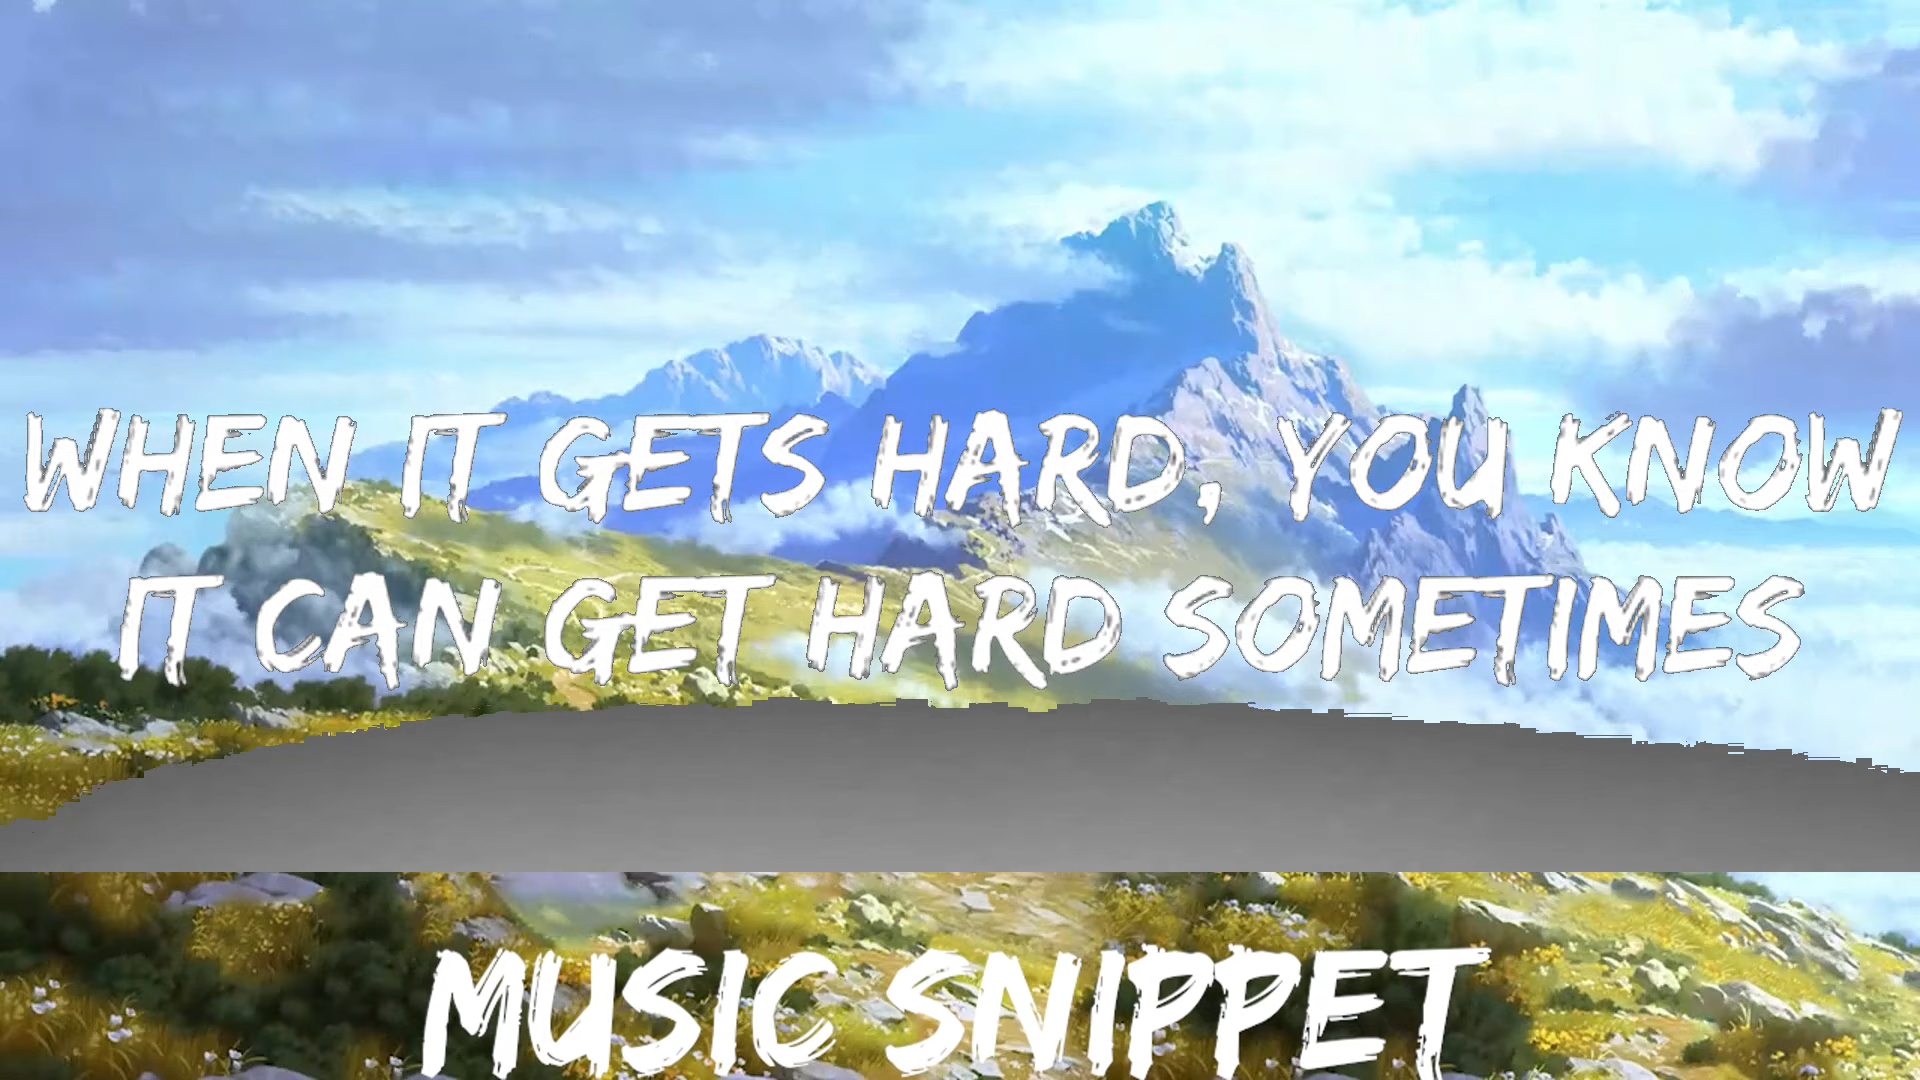 WHEN IT GETS HARD, YOU KNOW
IT CAN GET HARD SOMETIMES
MUSIC SNIPPET